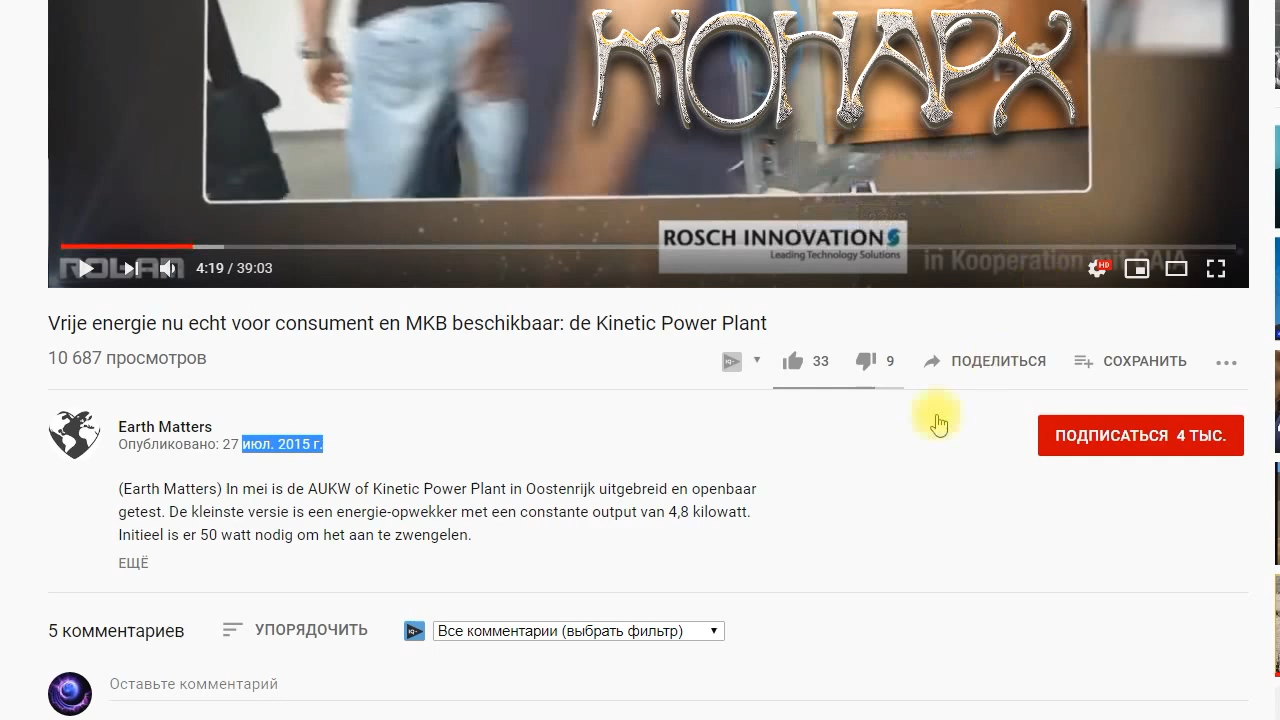 МОНАРХ
ROSCH INNOVATIONS
Leading Technology Solutions
in Kooperation mit GAIA
4:19 / 39:03
HD
Vrije energie nu echt voor consument en MKB beschikbaar: de Kinetic Power Plant
10 687 просмотров
33
9
ПОДЕЛИТЬСЯ
СОХРАНИТЬ
Earth Matters
Опубликовано: 27 июл. 2015 г.
ПОДПИСАТЬСЯ 4 ТЫС.
(Earth Matters) In mei is de AUKW of Kinetic Power Plant in Oostenrijk uitgebreid en openbaar
getest. De kleinste versie is een energie-opwekker met een constante output van 4,8 kilowatt.
Initieel is er 50 watt nodig om het aan te zwengelen.
ЕЩЁ
5 комментариев
УПОРЯДОЧИТЬ
Все комментарии (выбрать фильтр)
Оставьте комментарий